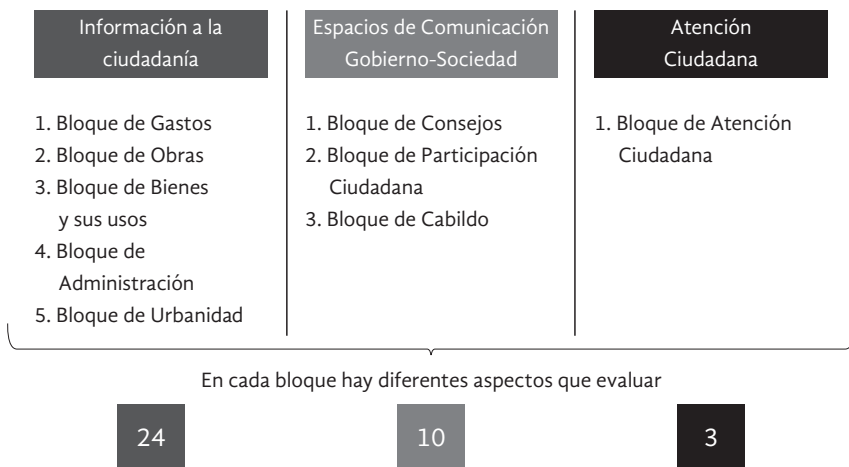 Información a la
ciudadanía
Espacios de Comunicación
Gobierno-Sociedad
Atención
Ciudadana
1. Bloque de Gastos
2. Bloque de Obras
3. Bloque de Bienes
y sus usos
4. Bloque de
Administración
5. Bloque de Urbanidad
1. Bloque de Consejos
2. Bloque de Participación
Ciudadana
3. Bloque de Cabildo
1. Bloque de Atención
Ciudadana
En cada bloque hay diferentes aspectos que evaluar
24
10
3